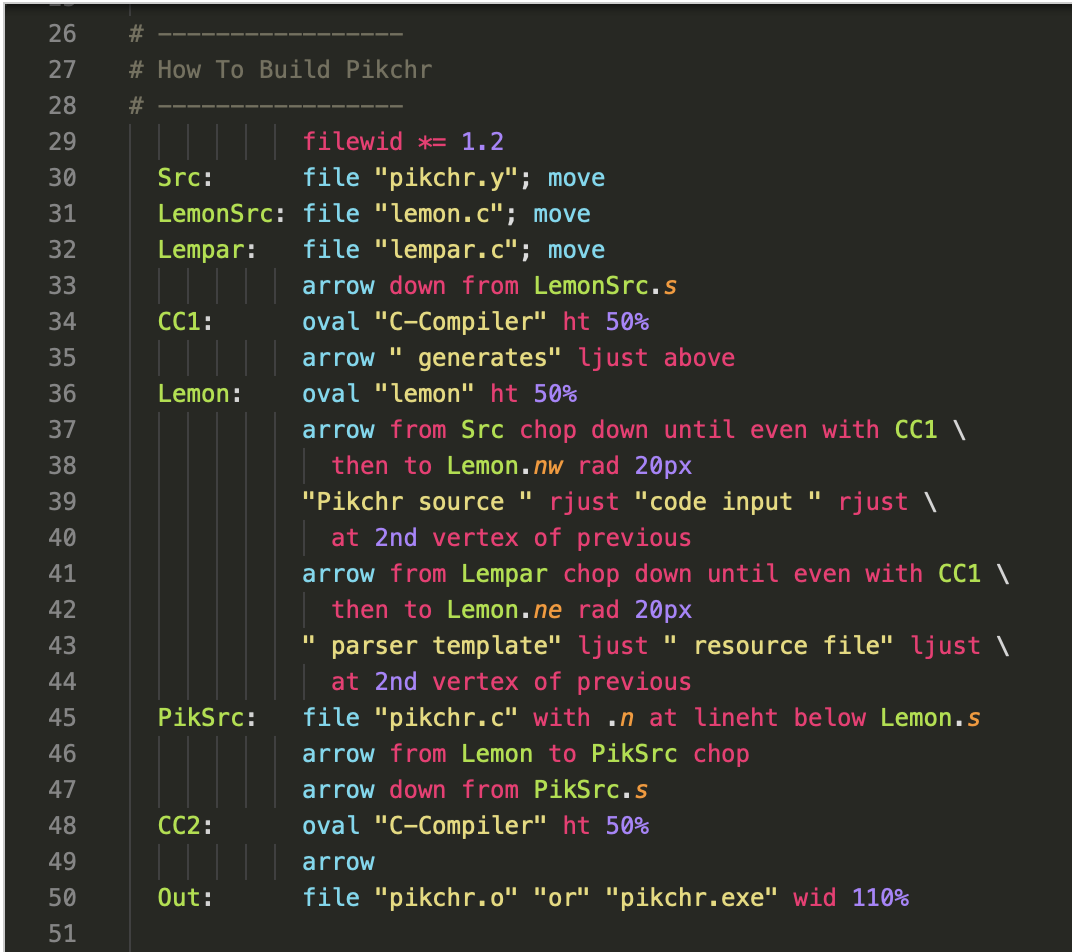 26 # -----------------
27 # How To Build Pikchr
28 # -----------------
29 filewid *= 1.2
30 Src: file "pikchr.y"; move
31 LemonSrc: file "lemon.c"; move
32 Lempar: file "lempar.c"; move
33 arrow down from LemonSrc.s
34 CC1: oval "C-Compiler" ht 50%
35 arrow " generates" ljust above
36 Lemon: oval "lemon" ht 50%
37 arrow from Src chop down until even with CC1 \
38 then to Lemon.nw rad 20px
39 "Pikchr source " rjust "code input " rjust \
40 at 2nd vertex of previous
41 arrow from Lempar chop down until even with CC1 \
42 then to Lemon.ne rad 20px
43 " parser template" ljust " resource file" ljust \
44 at 2nd vertex of previous
45 PikSrc: file "pikchr.c" with .n at lineht below Lemon.s
46 arrow from Lemon to PikSrc chop
47 arrow down from PikSrc.s
48 CC2: oval "C-Compiler" ht 50%
49 arrow
50 Out: file "pikchr.o" "or" "pikchr.exe" wid 110%
51